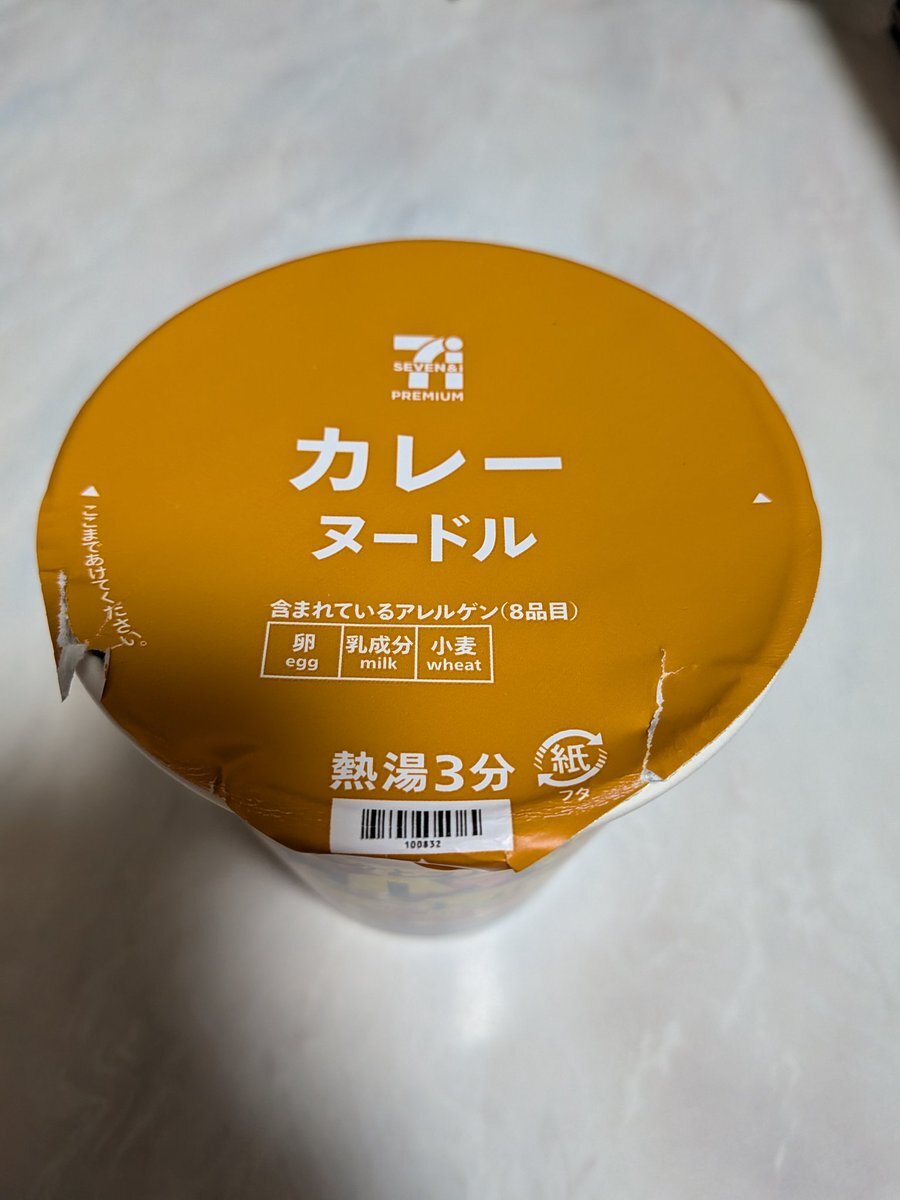 SEVEN&i
PREMIUM
カレー
ヌードル
ここまであけてください。
含まれているアレルゲン(8品目)
卵 乳成分 小麦
egg milk wheat
熱湯3分
紙
フタ
100832